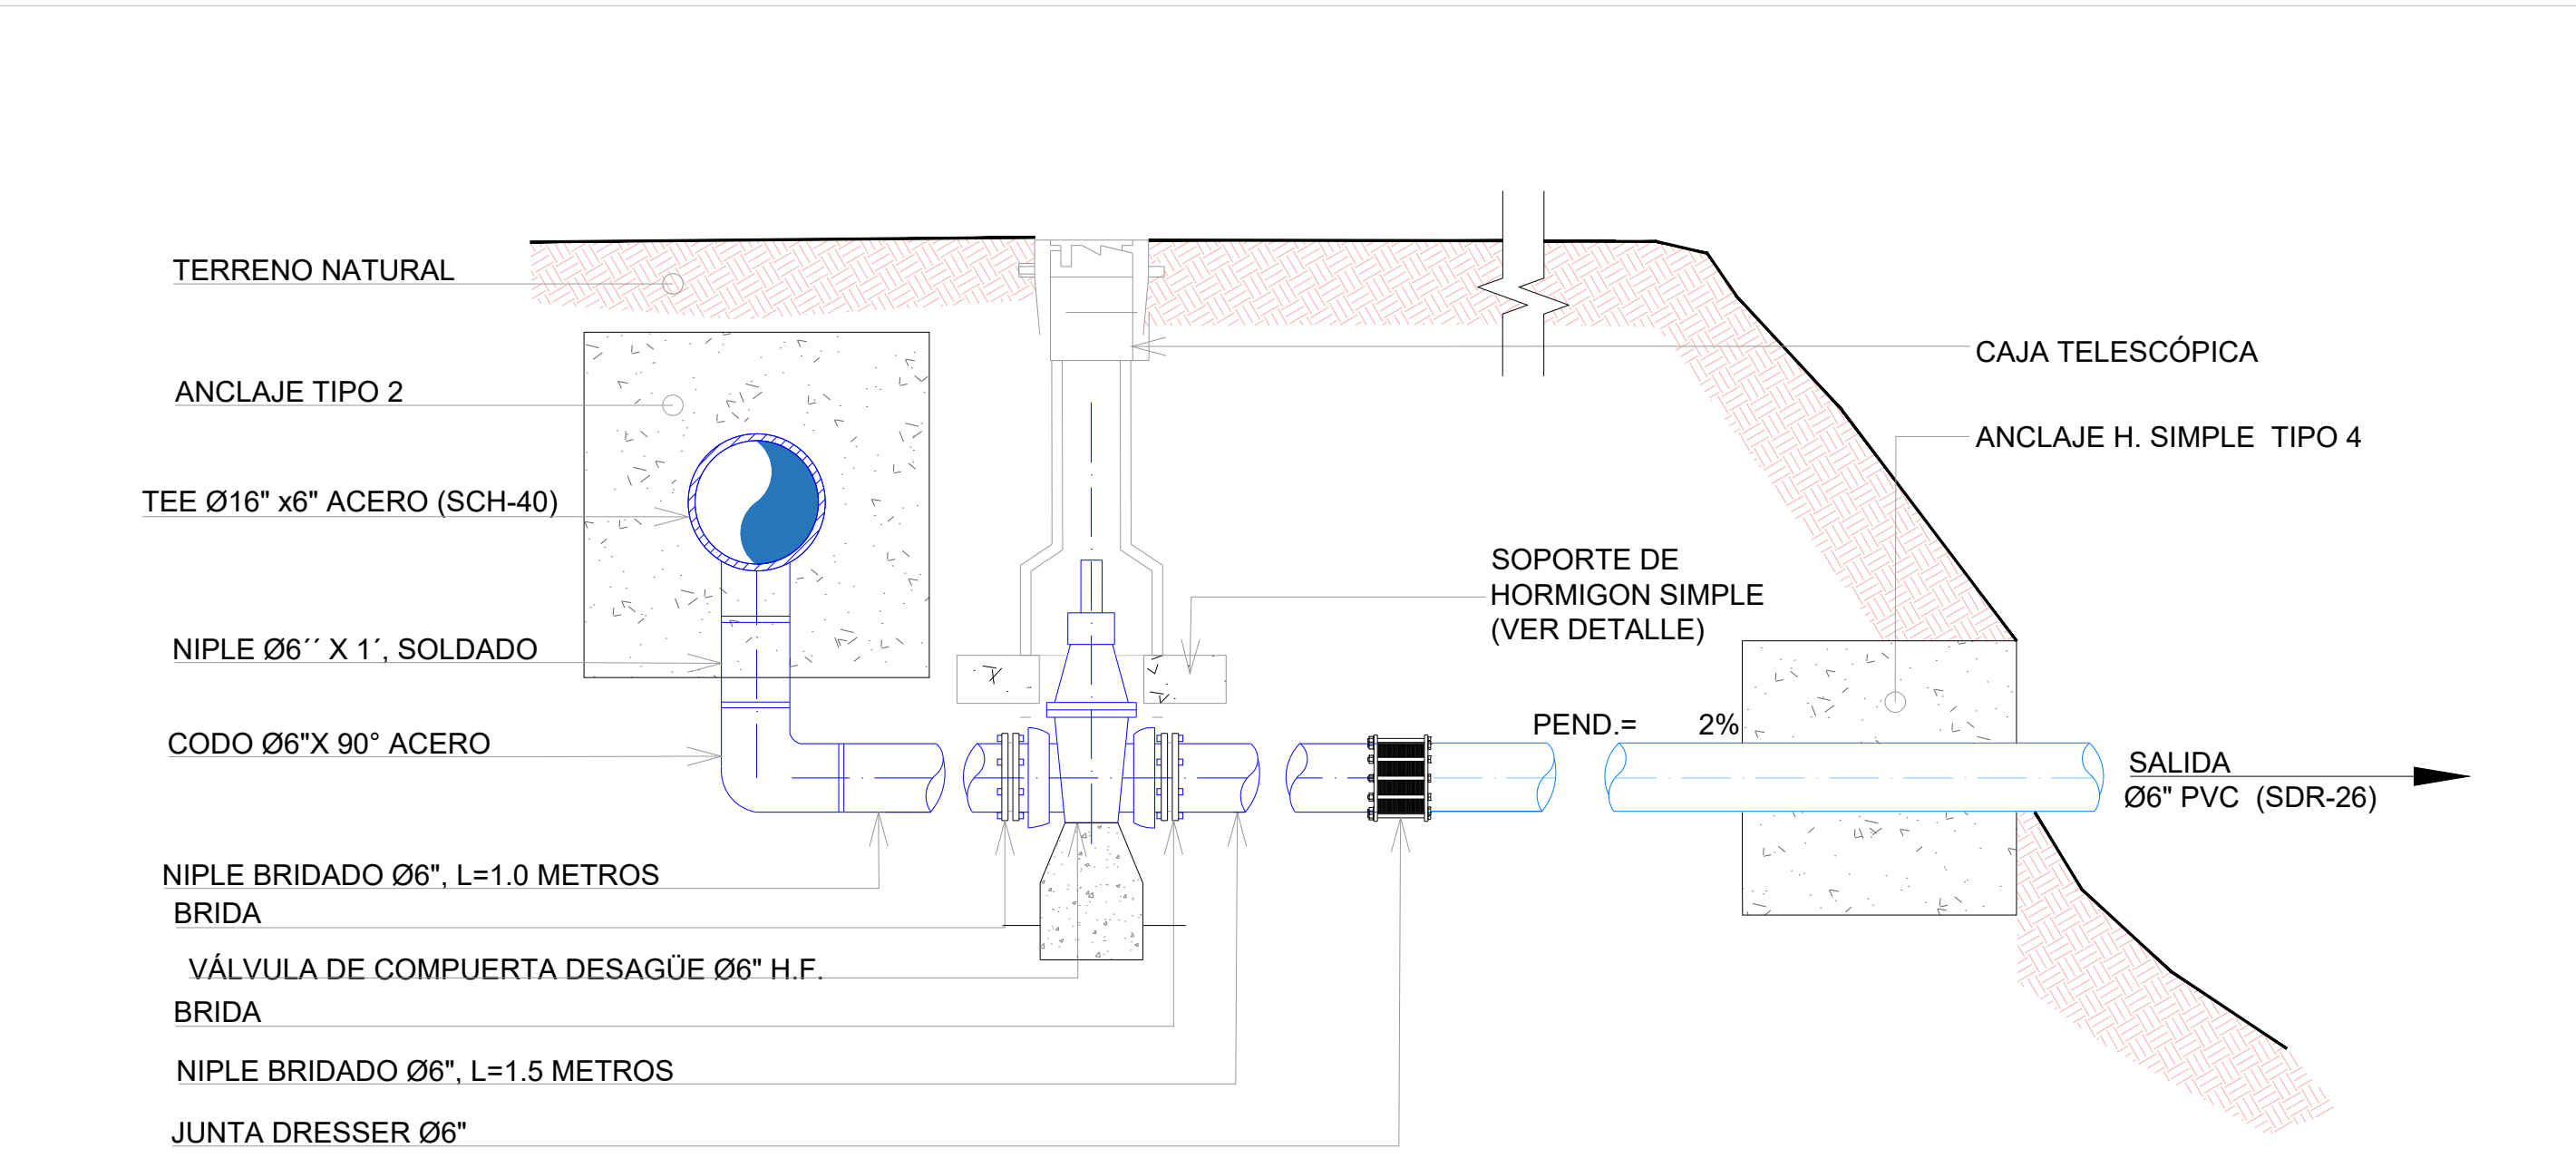 TERRENO NATURAL
ANCLAJE TIPO 2
TEE Ø16" x6" ACERO (SCH-40)
NIPLE Ø6´´ X 1´, SOLDADO
CODO Ø6"X 90° ACERO
NIPLE BRIDADO Ø6", L=1.0 METROS
BRIDA
VÁLVULA DE COMPUERTA DESAGÜE Ø6" H.F.
BRIDA
NIPLE BRIDADO Ø6", L=1.5 METROS
JUNTA DRESSER Ø6"
CAJA TELESCÓPICA
ANCLAJE H. SIMPLE TIPO 4
SOPORTE DE
HORMIGON SIMPLE
(VER DETALLE)
PEND.= 2%
SALIDA
Ø6" PVC (SDR-26)